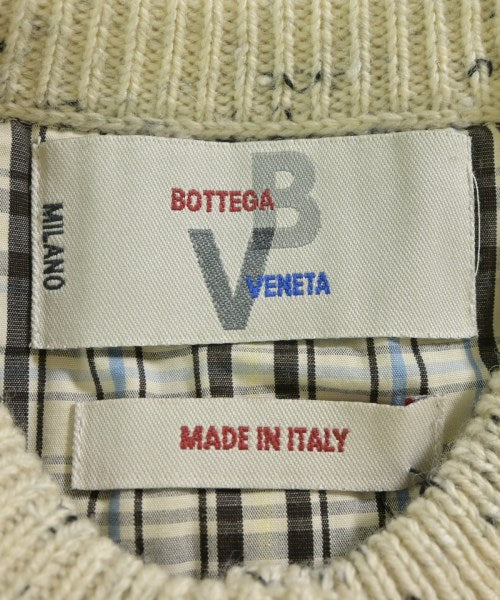 MILANO
BOTTEGA
B
V
VENETA
MADE IN ITALY